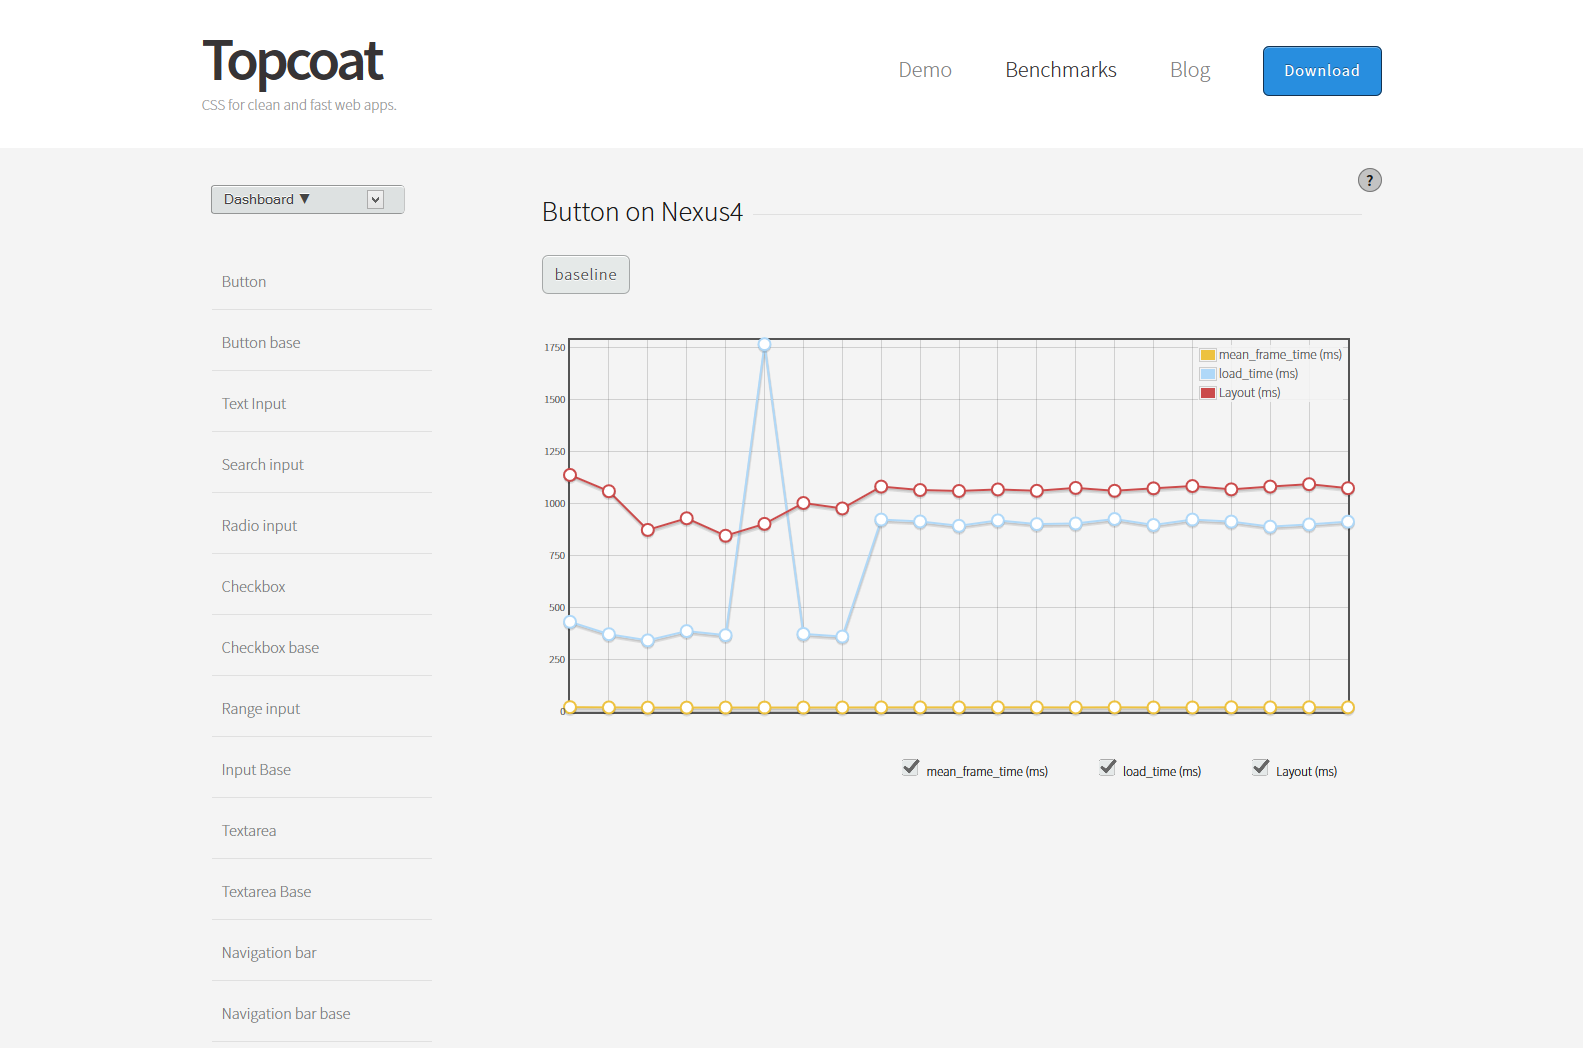 Topcoat
CSS for clean and fast web apps.
Demo
Benchmarks
Blog
Download
Dashboard ▼
?
Button on Nexus4
baseline
Button
Button base
Text Input
Search input
Radio input
Checkbox
Checkbox base
Range input
Input Base
Textarea
Textarea Base
Navigation bar
Navigation bar base
1750
1500
1250
1000
750
500
250
0
mean_frame_time (ms)
load_time (ms)
Layout (ms)
mean_frame_time (ms)
load_time (ms)
Layout (ms)